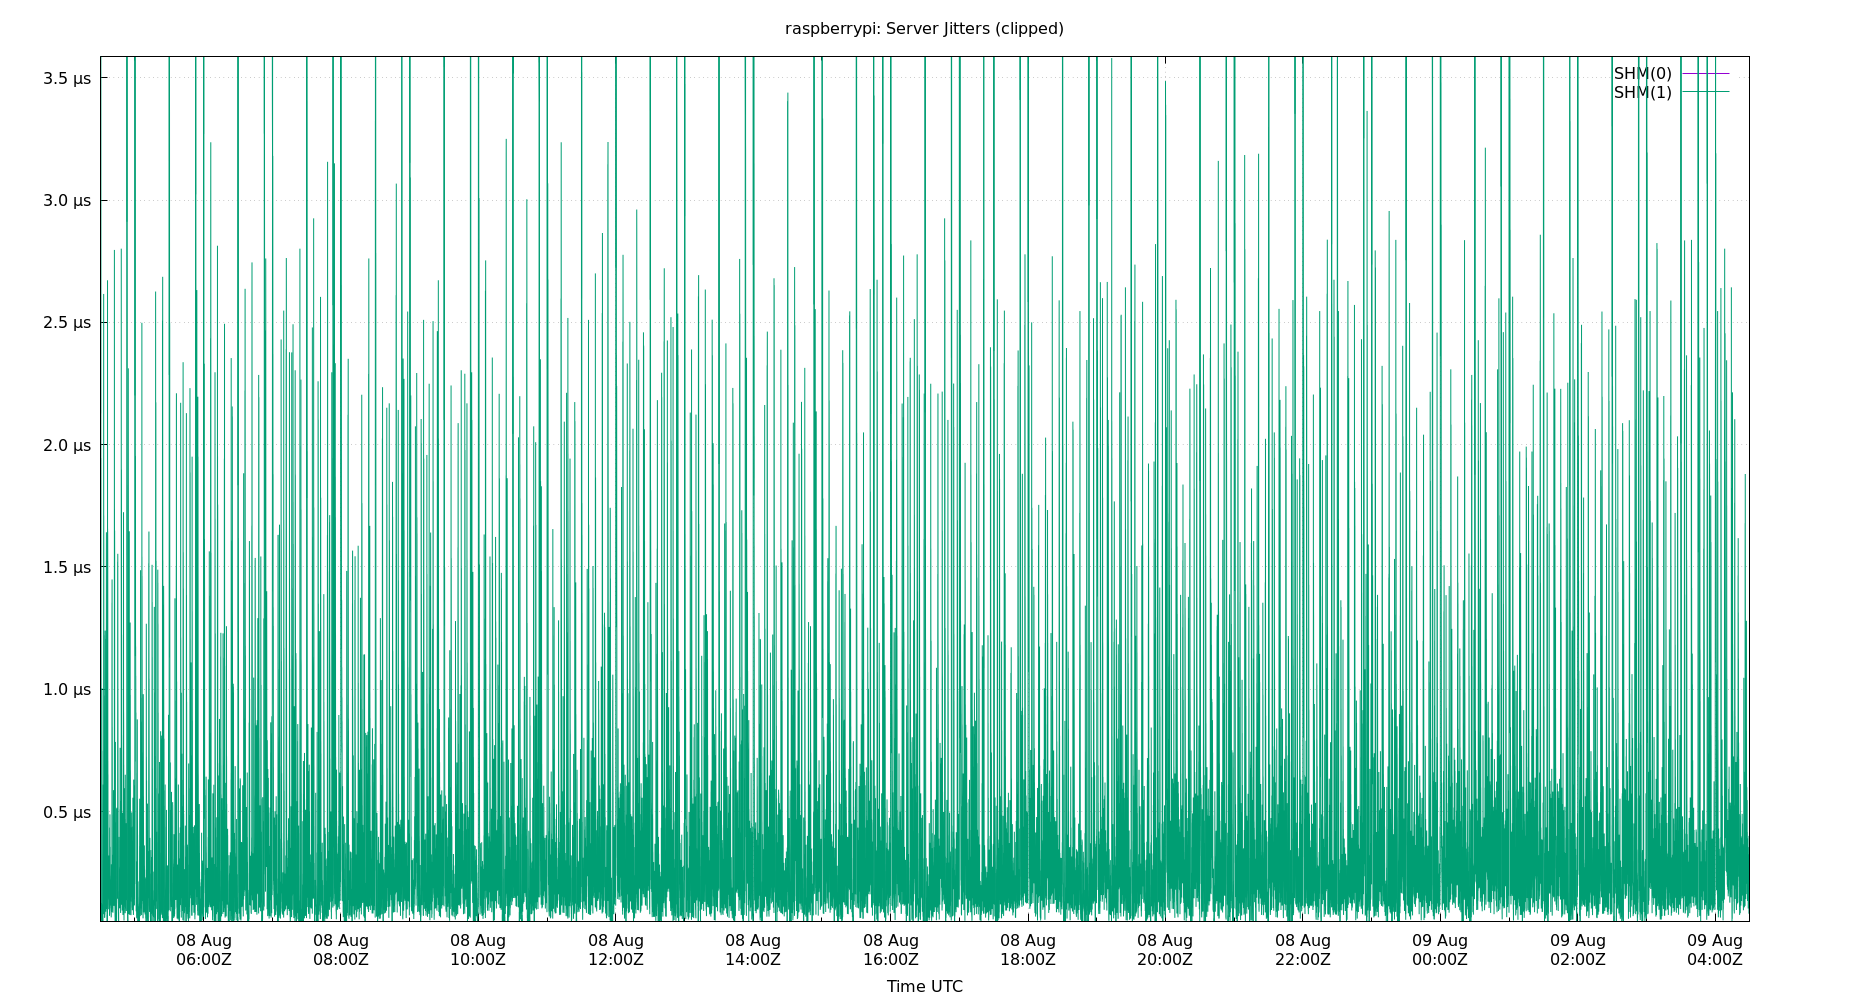 raspberrypi: Server Jitters (clipped)
SHM(0)
SHM(1)
3.5 µs
3.0 µs
2.5 µs
2.0 µs
1.5 µs
1.0 µs
0.5 µs
08 Aug 08 Aug 08 Aug 08 Aug 08 Aug 08 Aug 08 Aug 08 Aug 08 Aug 09 Aug 09 Aug 09 Aug
06:00Z 08:00Z 10:00Z 12:00Z 14:00Z 16:00Z 18:00Z 20:00Z 22:00Z 00:00Z 02:00Z 04:00Z
Time UTC